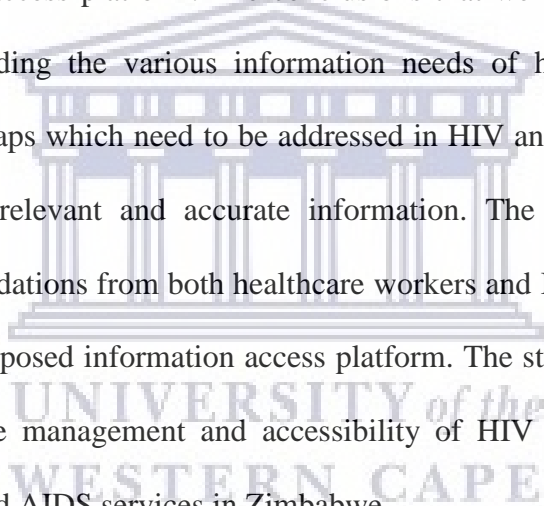 ding the various information needs of h
aps which need to be addressed in HIV an
relevant and accurate information. The
dations from both healthcare workers and
posed information access platform. The st
UNIVERSITY of the
e management and accessibility of HIV
WESTERN CAPE
d AIDS services in Zimbabwe